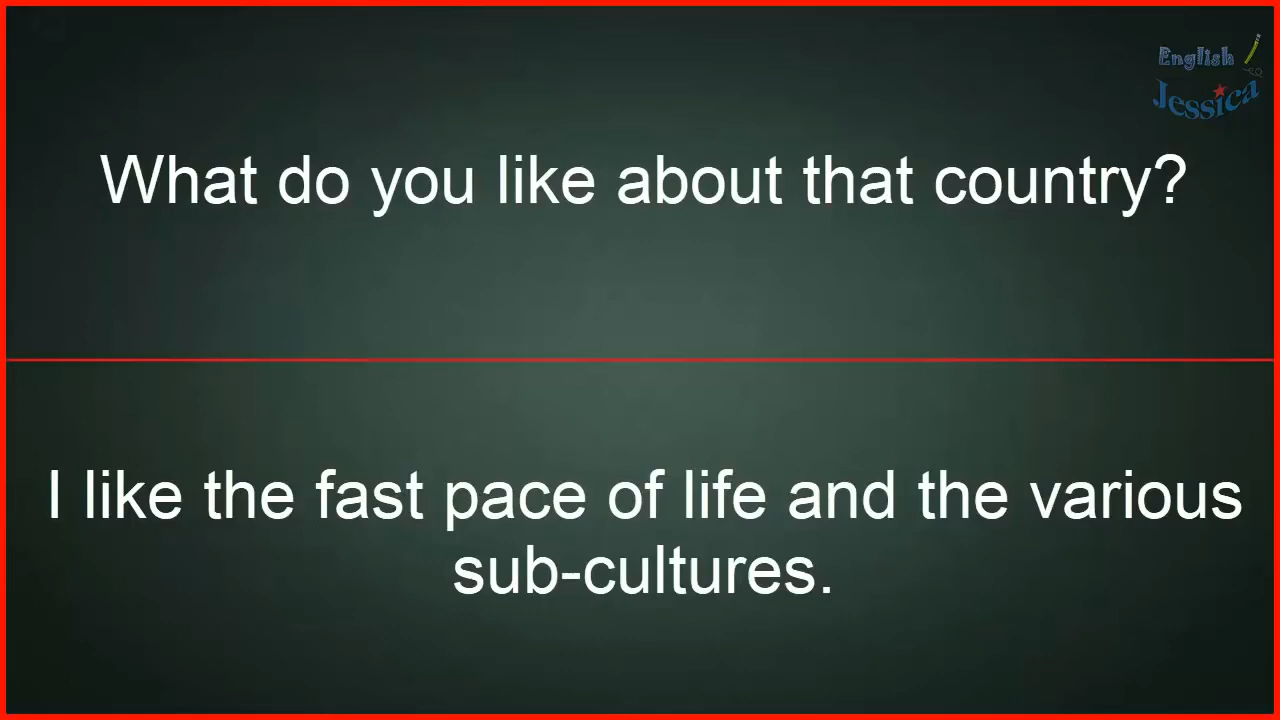 English
Jessica
What do you like about that country?
I like the fast pace of life and the various
sub-cultures.